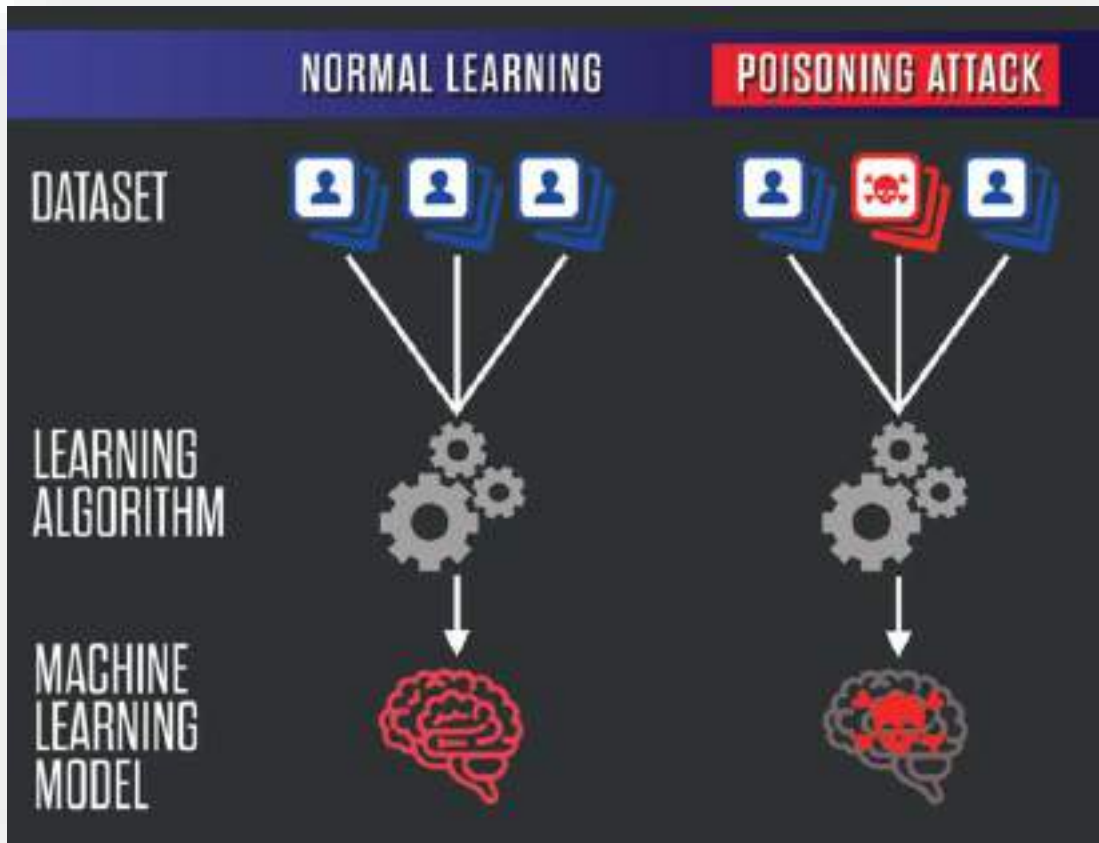 NORMAL LEARNING
POISONING ATTACK
DATASET
LEARNING
ALGORITHM
MACHINE
LEARNING
MODEL